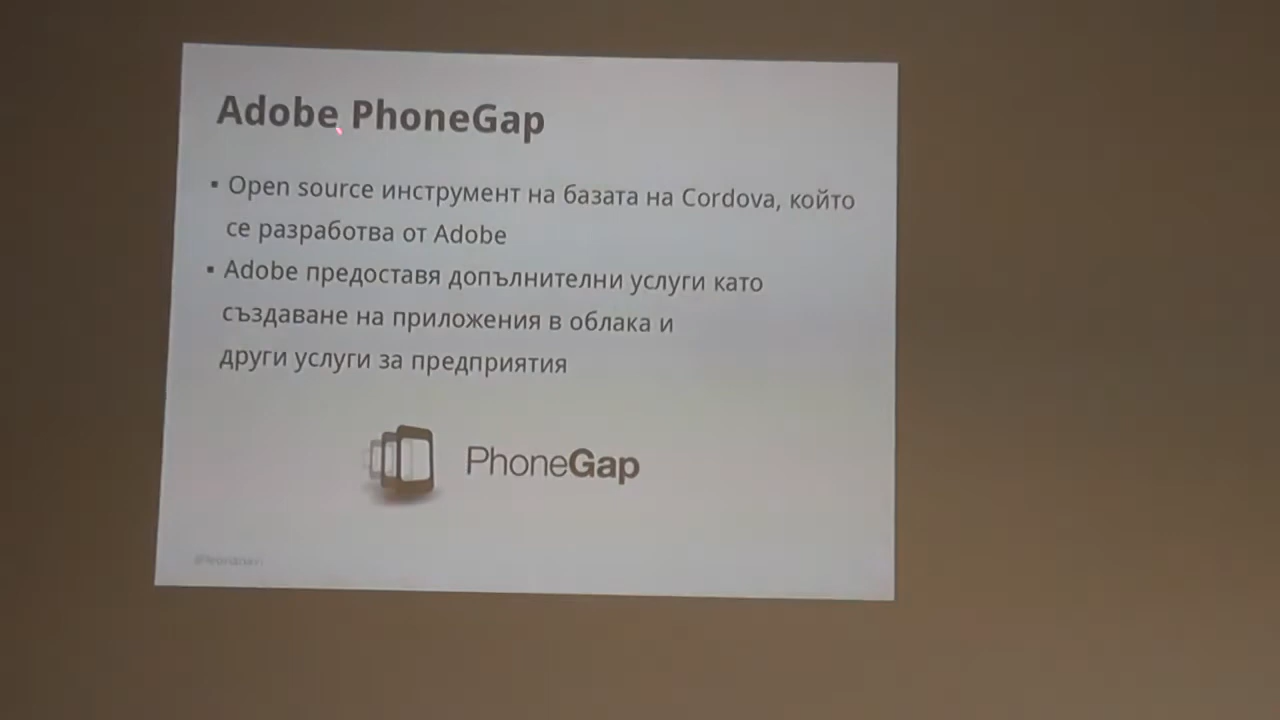 Adobe PhoneGap
▪ Open source инструмент на базата на Cordova, който
се разработва от Adobe
▪ Adobe предоставя допълнителни услуги като
създаване на приложения в облака и
други услуги за предприятия
PhoneGap